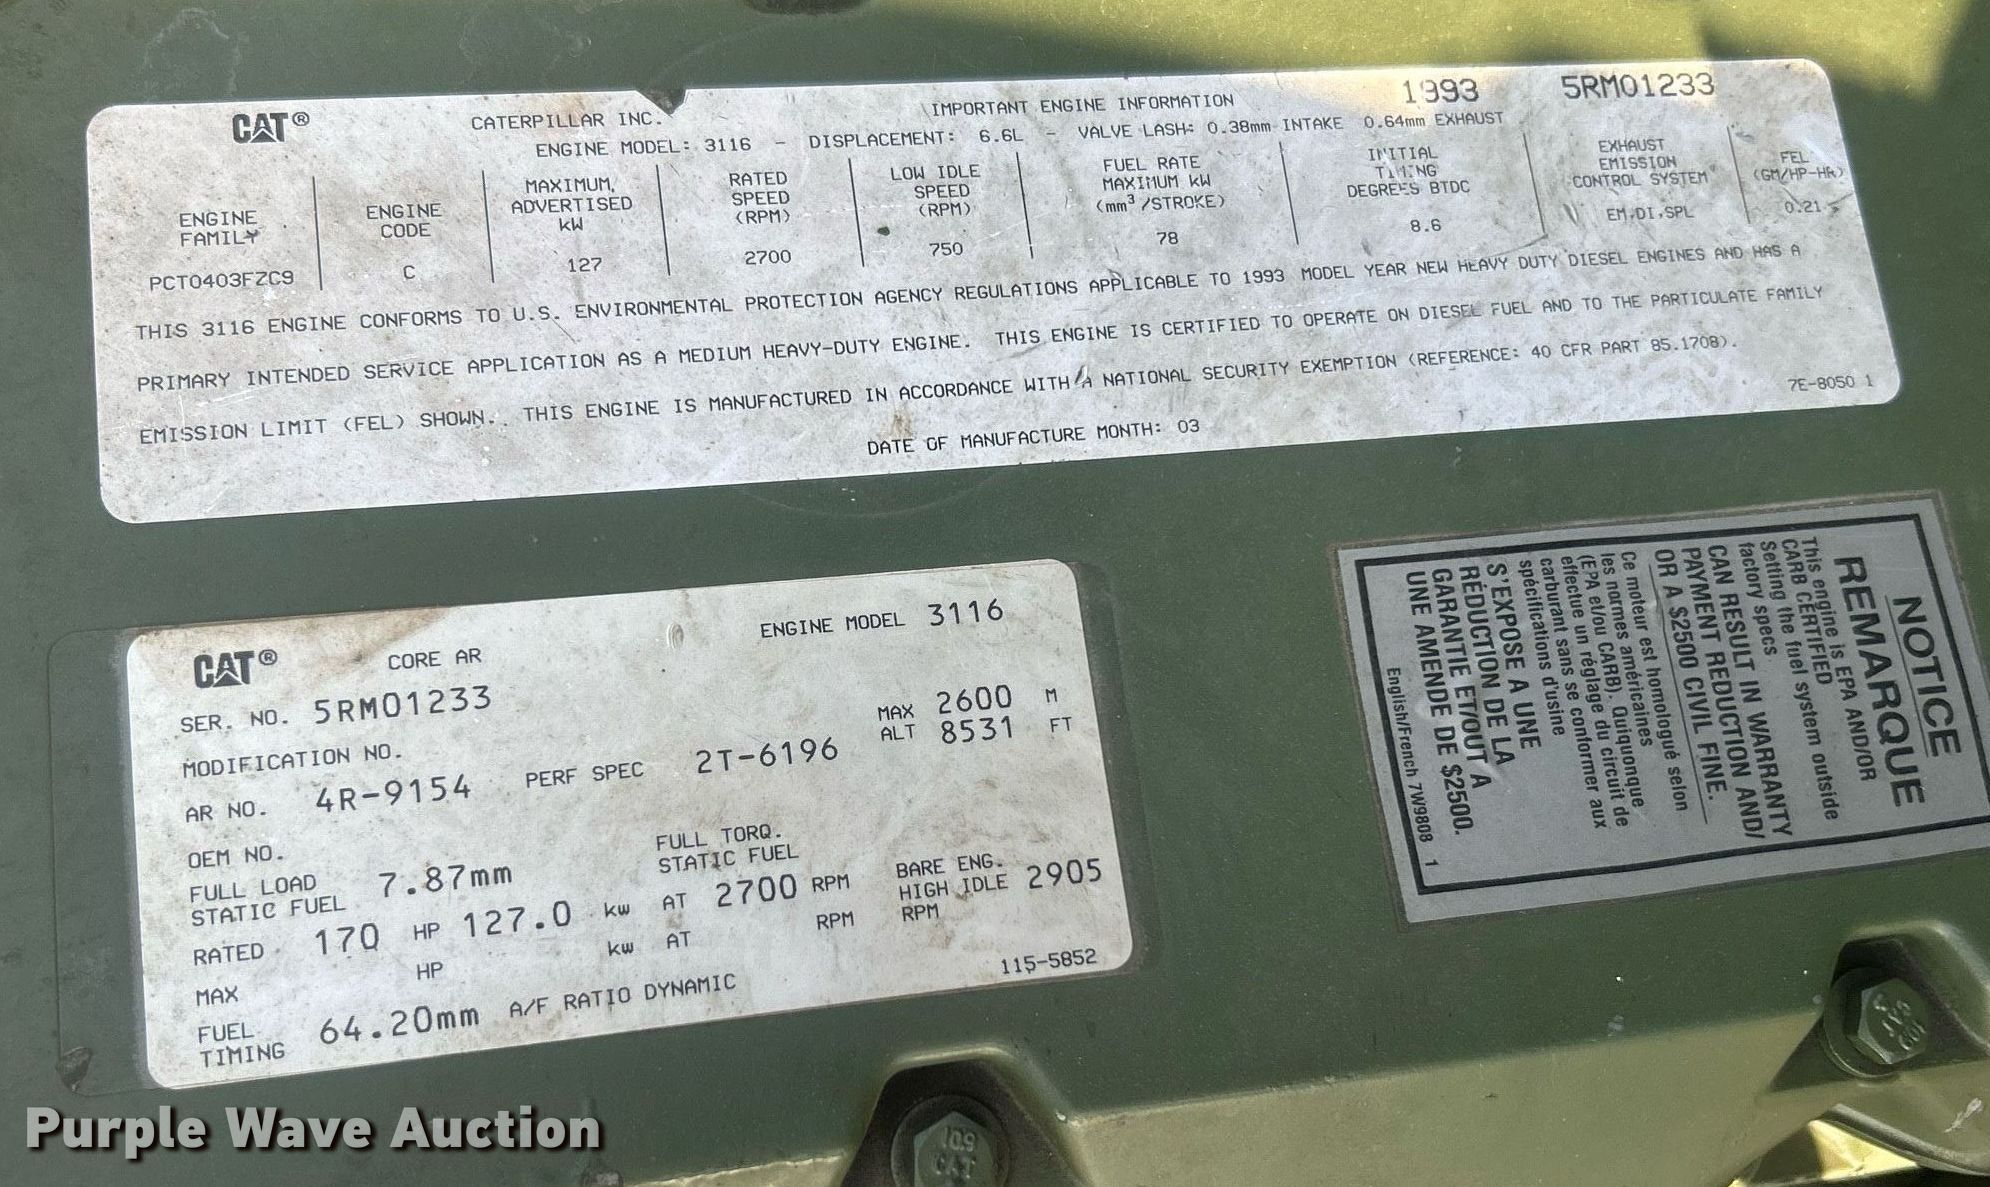 CAT®
CATERPILLAR INC.
IMPORTANT ENGINE INFORMATION
1993
5RM01233
ENGINE MODEL: 3116 - DISPLACEMENT: 6.6L - VALVE LASH: 0.38mm INTAKE 0.64mm EXHAUST
ENGINE
FAMILY
PCT0403FZC9
ENGINE
CODE
C
MAXIMUM
ADVERTISED
kW
127
RATED
SPEED
(RPM)
2700
LOW IDLE
SPEED
(RPM)
750
FUEL RATE
MAXIMUM kW
(mm³/STROKE)
78
INITIAL
TIMING
DEGREES BTDC
8.6
EXHAUST
EMISSION
CONTROL SYSTEM
EM,DI,SPL
FEL
(GM/HP-HR)
0.21
THIS 3116 ENGINE CONFORMS TO U.S. ENVIRONMENTAL PROTECTION AGENCY REGULATIONS APPLICABLE TO 1993 MODEL YEAR NEW HEAVY DUTY DIESEL ENGINES AND HAS A
PRIMARY INTENDED SERVICE APPLICATION AS A MEDIUM HEAVY-DUTY ENGINE. THIS ENGINE IS CERTIFIED TO OPERATE ON DIESEL FUEL AND TO THE PARTICULATE FAMILY
EMISSION LIMIT (FEL) SHOWN. THIS ENGINE IS MANUFACTURED IN ACCORDANCE WITH A NATIONAL SECURITY EXEMPTION (REFERENCE: 40 CFR PART 85.1708).
DATE OF MANUFACTURE MONTH: 03
7E-8050 1
CAT®
CORE AR
ENGINE MODEL 3116
SER. NO. 5RM01233
MODIFICATION NO.
MAX ALT 2600 M
8531 FT
AR NO. 4R-9154 PERF SPEC 2T-6196
OEM NO.
FULL LOAD
STATIC FUEL 7.87mm
FULL TORQ.
STATIC FUEL
RATED 170 HP 127.0 kw AT 2700 RPM
BARE ENG.
HIGH IDLE 2905
RPM
MAX HP kw AT RPM
FUEL
TIMING 64.20mm A/F RATIO DYNAMIC
115-5852
NOTICE
REMARQUE
This engine is EPA AND/OR
CARB CERTIFIED
Setting the fuel system outside
factory specs.
CAN RESULT IN WARRANTY
PAYMENT REDUCTION AND/
OR A $2500 CIVIL FINE.
Ce moteur est homologué selon
les normes américaines
(EPA et/ou CARB). Quiconque
effectue un réglage du circuit de
carburant sans se conformer aux
spécifications d'usine
S'EXPOSE A UNE
RÉDUCTION DE LA
GARANTIE ET/OUT A
UNE AMENDE DE $2500.
English/French 7W9808 1
10.9
CAT
10.9
CAT
Purple Wave Auction